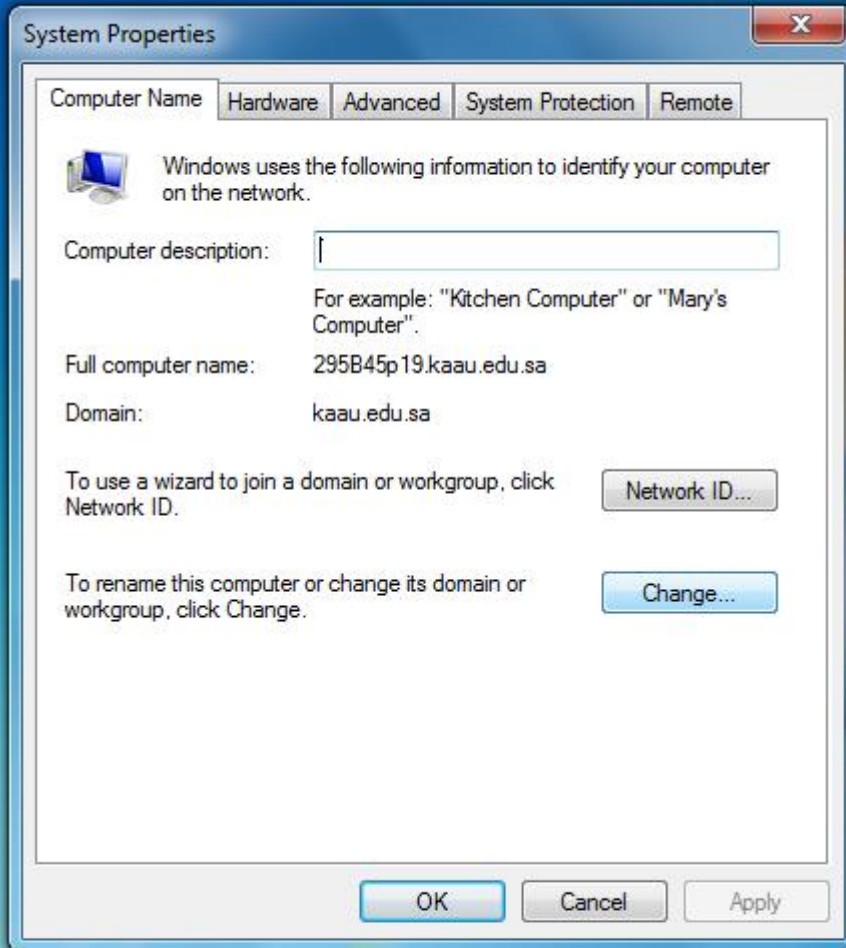 System Properties
Computer Name Hardware Advanced System Protection Remote
Windows uses the following information to identify your computer
on the network.
Computer description:
For example: "Kitchen Computer" or "Mary's
Computer".
Full computer name: 295B45p19.kaau.edu.sa
Domain: kaau.edu.sa
To use a wizard to join a domain or workgroup, click
Network ID.
Network ID...
To rename this computer or change its domain or
workgroup, click Change.
Change...
OK Cancel Apply